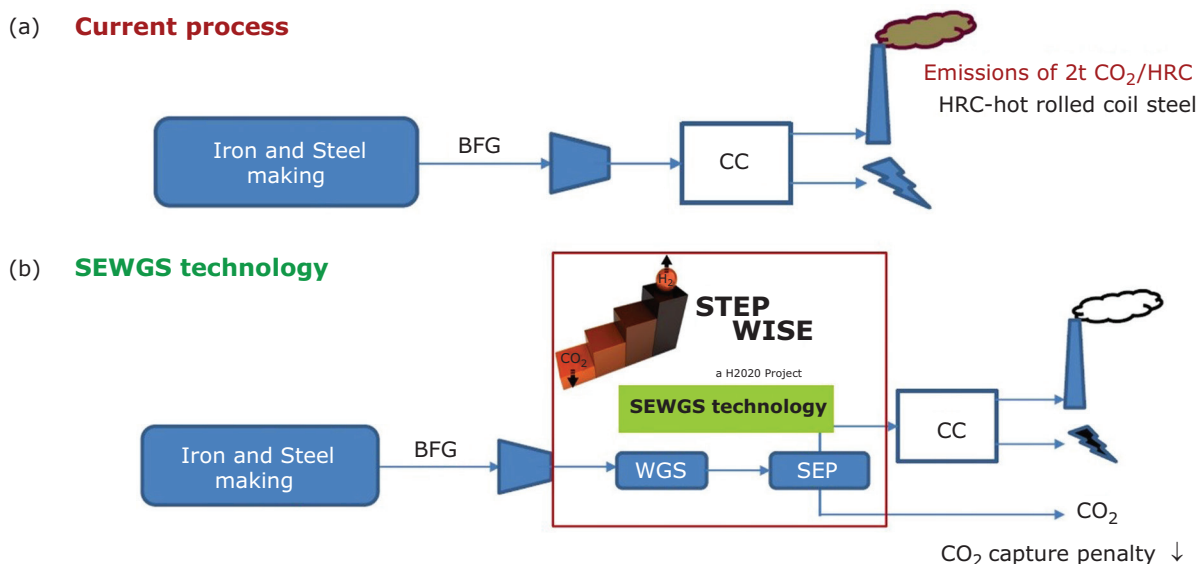 (a) Current process
Emissions of 2t CO₂/HRC
HRC-hot rolled coil steel
Iron and Steel
making
BFG
CC
(b) SEWGS technology
H₂
CO₂
STEP
WISE
a H2020 Project
SEWGS technology
Iron and Steel
making
BFG
WGS
SEP
CC
CO₂
CO₂ capture penalty ↓